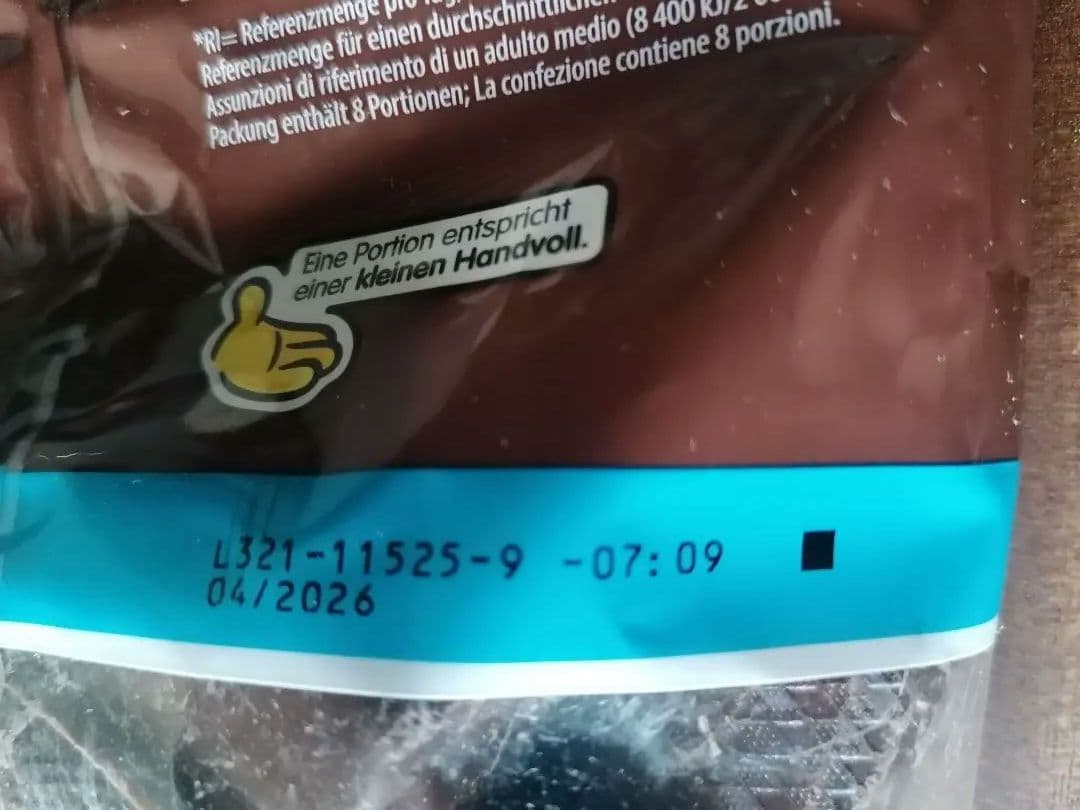 *RI= Referenzmenge pro
Referenzmenge für einen durchschnittlichen
Assunzioni di riferimento di un adulto medio (8 400 kJ/2
Packung enthält 8 Portionen; La confezione contiene 8 porzioni.
Eine Portion entspricht
einer kleinen Handvoll.
L321-11525-9 -07:09
04/2026